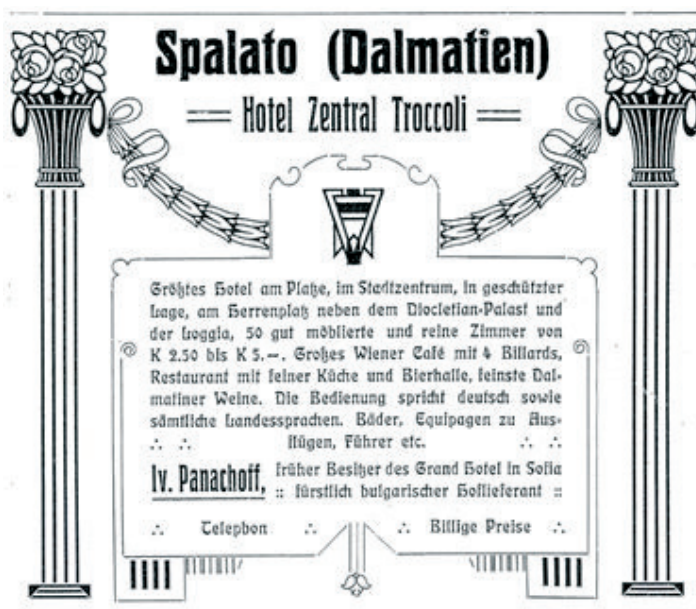 Spalato (Dalmatien)
Hotel Zentral Troccoli
Größtes Hotel am Platze, im Stadtzentrum, in geschützter
Lage, am Herrenplatz neben dem Diocletian-Palast und
der Loggia, 50 gut möblierte und reine Zimmer von
K 2.50 bis K 5.—. Großes Wiener Café mit 4 Billards,
Restaurant mit feiner Küche und Bierhalle, feinste Dal-
matiner Weine. Die Bedienung spricht deutsch sowie
sämtliche Landessprachen. Bäder, Equipagen zu Aus-
flügen, Führer etc.
Iv. Panachoff, früher Besitzer des Grand Hotel in Sofia
:: fürstlich bulgarischer Hoflieferant ::
Telephon Billige Preise